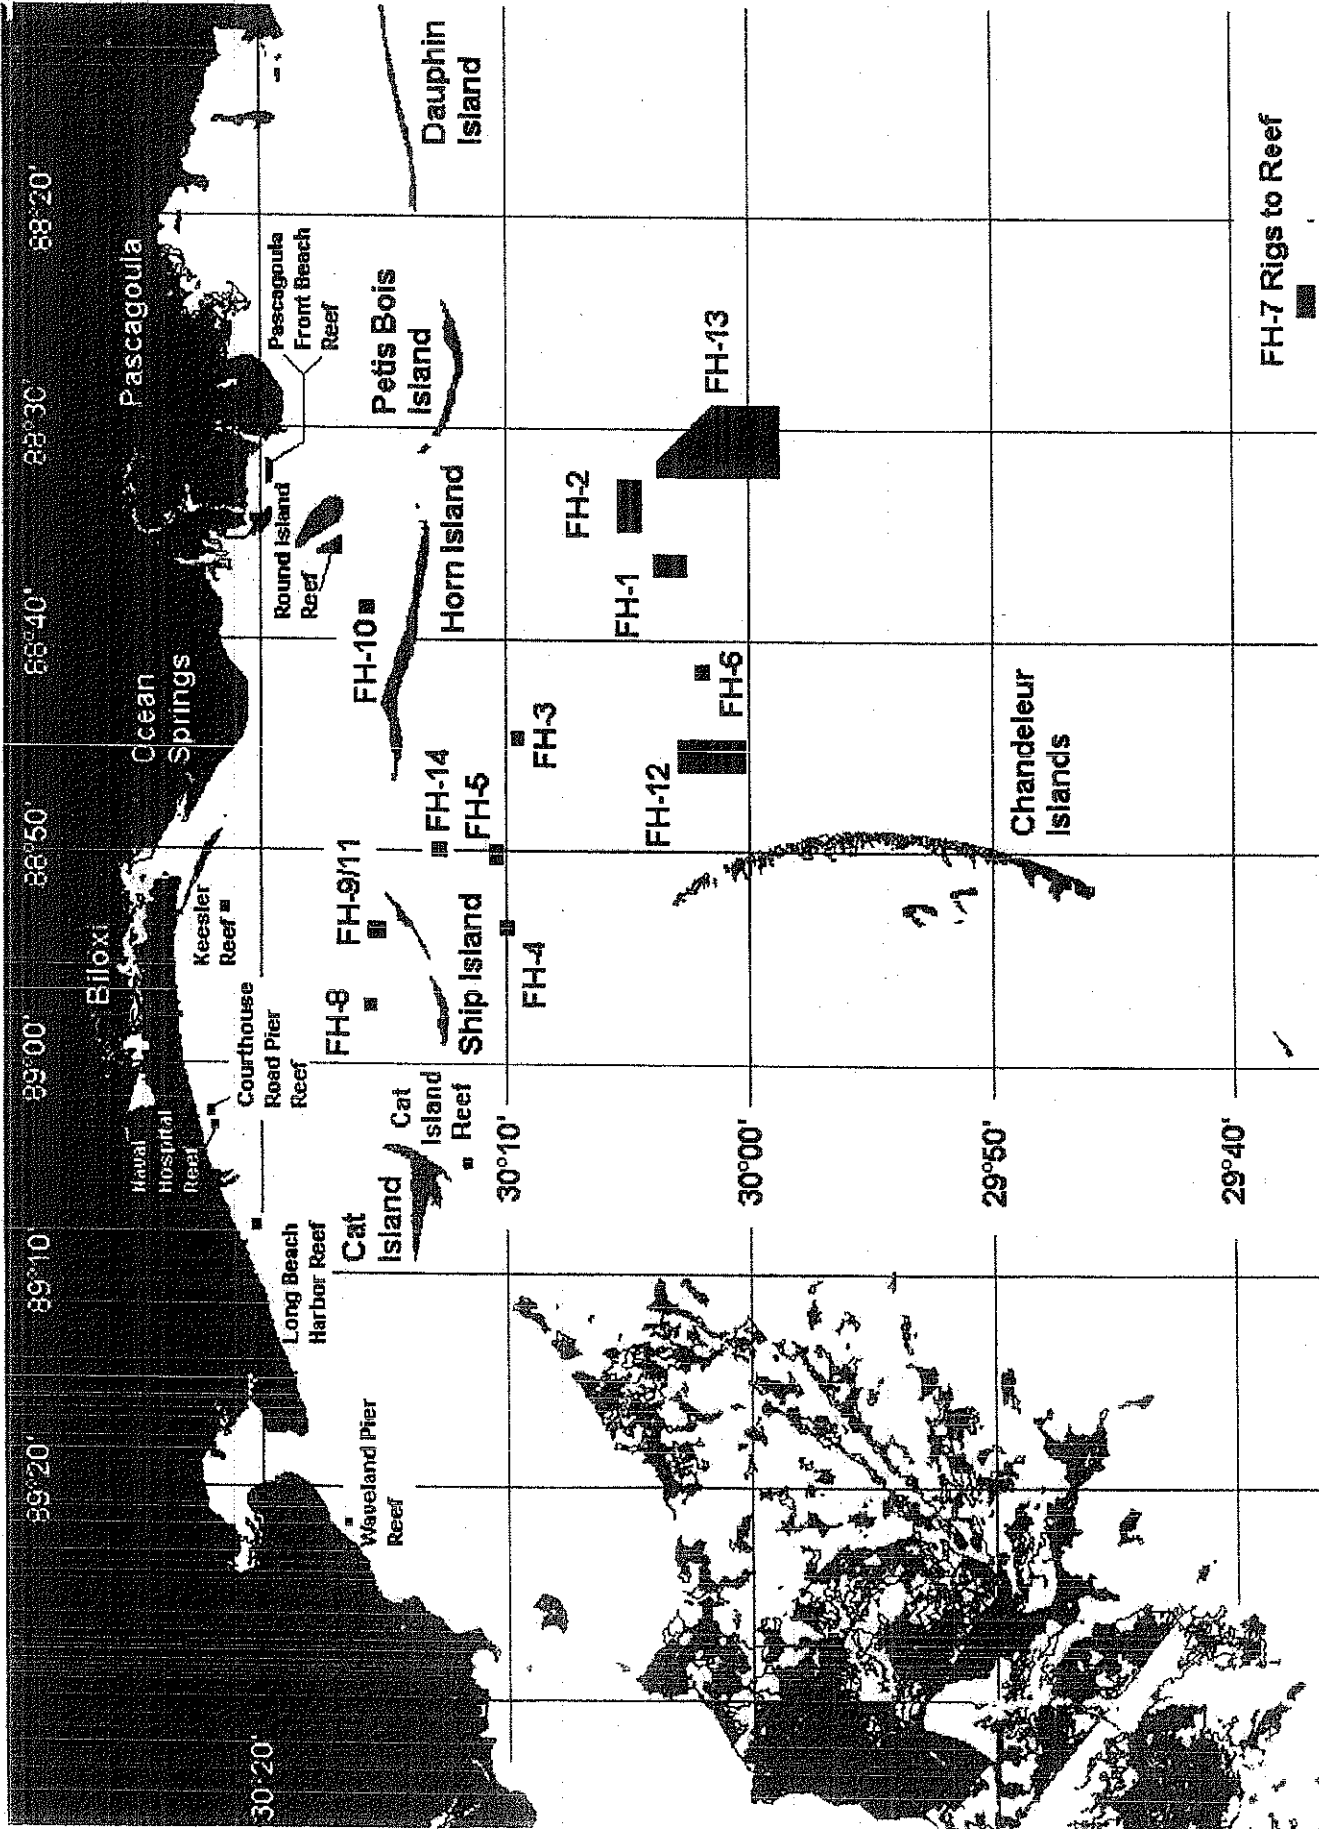 89°20'
89°10'
89°00'
88°50'
88°40'
88°30'
88°20'
Biloxi
Ocean
Springs
Pascagoula
30°20'
Naval
Hospital
Reef
Keesler
Reef
Courthouse
Road Pier
Reef
Long Beach
Harbor Reef
Waveland Pier
Reef
Round Island
Reef
Pascagoula
Front Beach
Reef
Cat
Island
Cat
Island
Reef
FH-8
FH-9/11
FH-10
Ship Island
FH-14
FH-5
Horn Island
Petis Bois
Island
Dauphin
Island
30°10'
FH-4
FH-3
FH-2
FH-1
FH-12
FH-6
FH-13
30°00'
Chandeleur
Islands
29°50'
29°40'
FH-7 Rigs to Reef